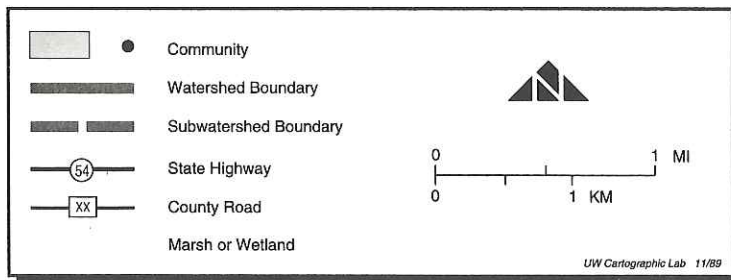 Community
Watershed Boundary
Subwatershed Boundary
54 State Highway
XX County Road
Marsh or Wetland
N
0 1 MI
0 1 KM
UW Cartographic Lab 11/89